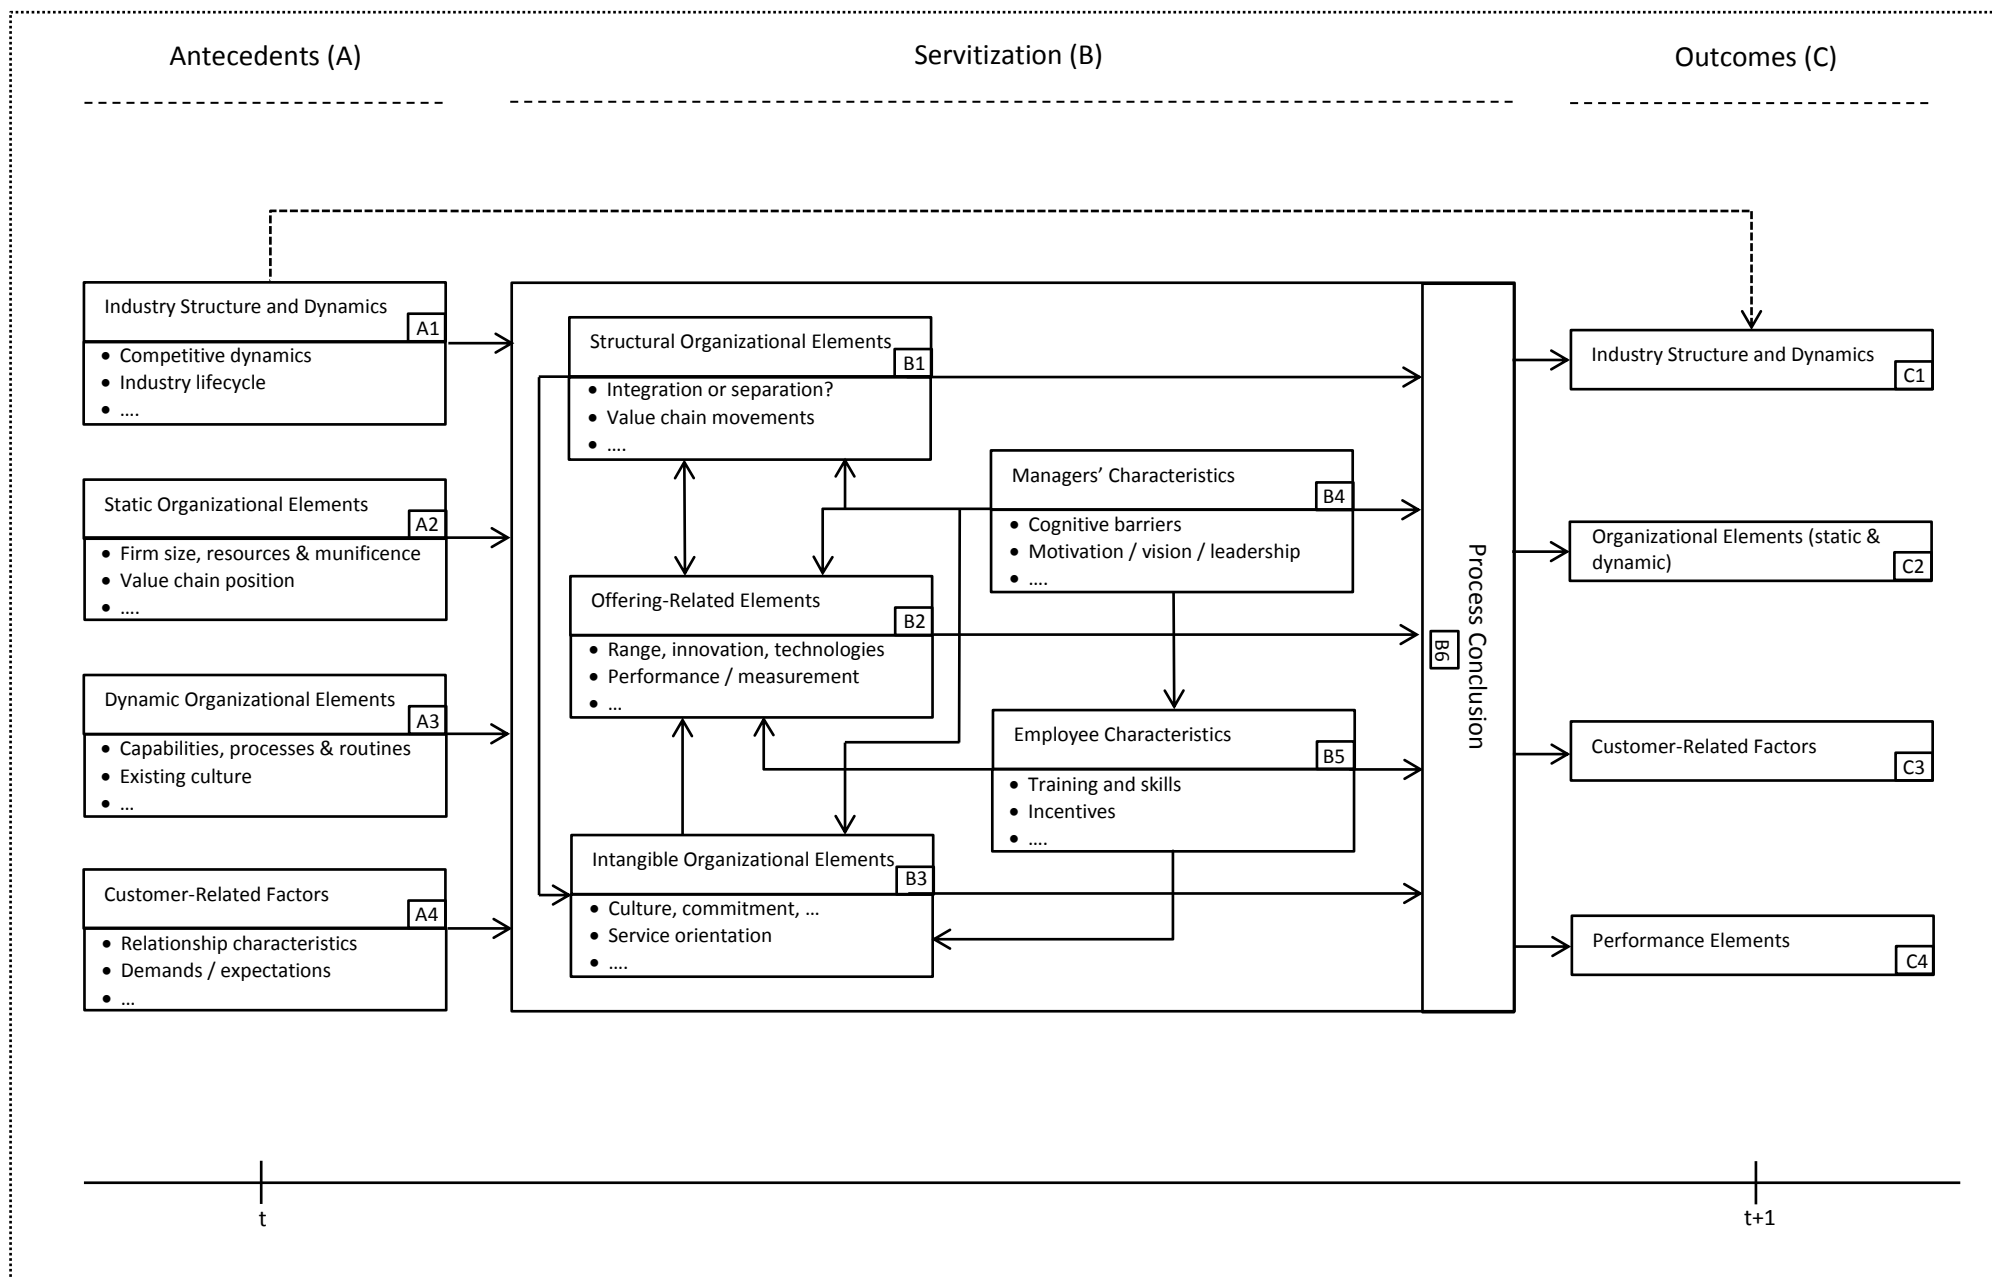 Antecedents (A)
Servitization (B)
Outcomes (C)
Industry Structure and Dynamics
A1
• Competitive dynamics
• Industry lifecycle
• ....
Static Organizational Elements
A2
• Firm size, resources & munificence
• Value chain position
• ....
Dynamic Organizational Elements
A3
• Capabilities, processes & routines
• Existing culture
• ...
Customer-Related Factors
A4
• Relationship characteristics
• Demands / expectations
• ...
Structural Organizational Elements
B1
• Integration or separation?
• Value chain movements
• ....
Offering-Related Elements
B2
• Range, innovation, technologies
• Performance / measurement
• ...
Intangible Organizational Elements
B3
• Culture, commitment, ...
• Service orientation
• ....
Managers’ Characteristics
B4
• Cognitive barriers
• Motivation / vision / leadership
• ....
Employee Characteristics
B5
• Training and skills
• Incentives
• ....
Process Conclusion
B6
Industry Structure and Dynamics
C1
Organizational Elements (static &
dynamic)
C2
Customer-Related Factors
C3
Performance Elements
C4
t
t+1